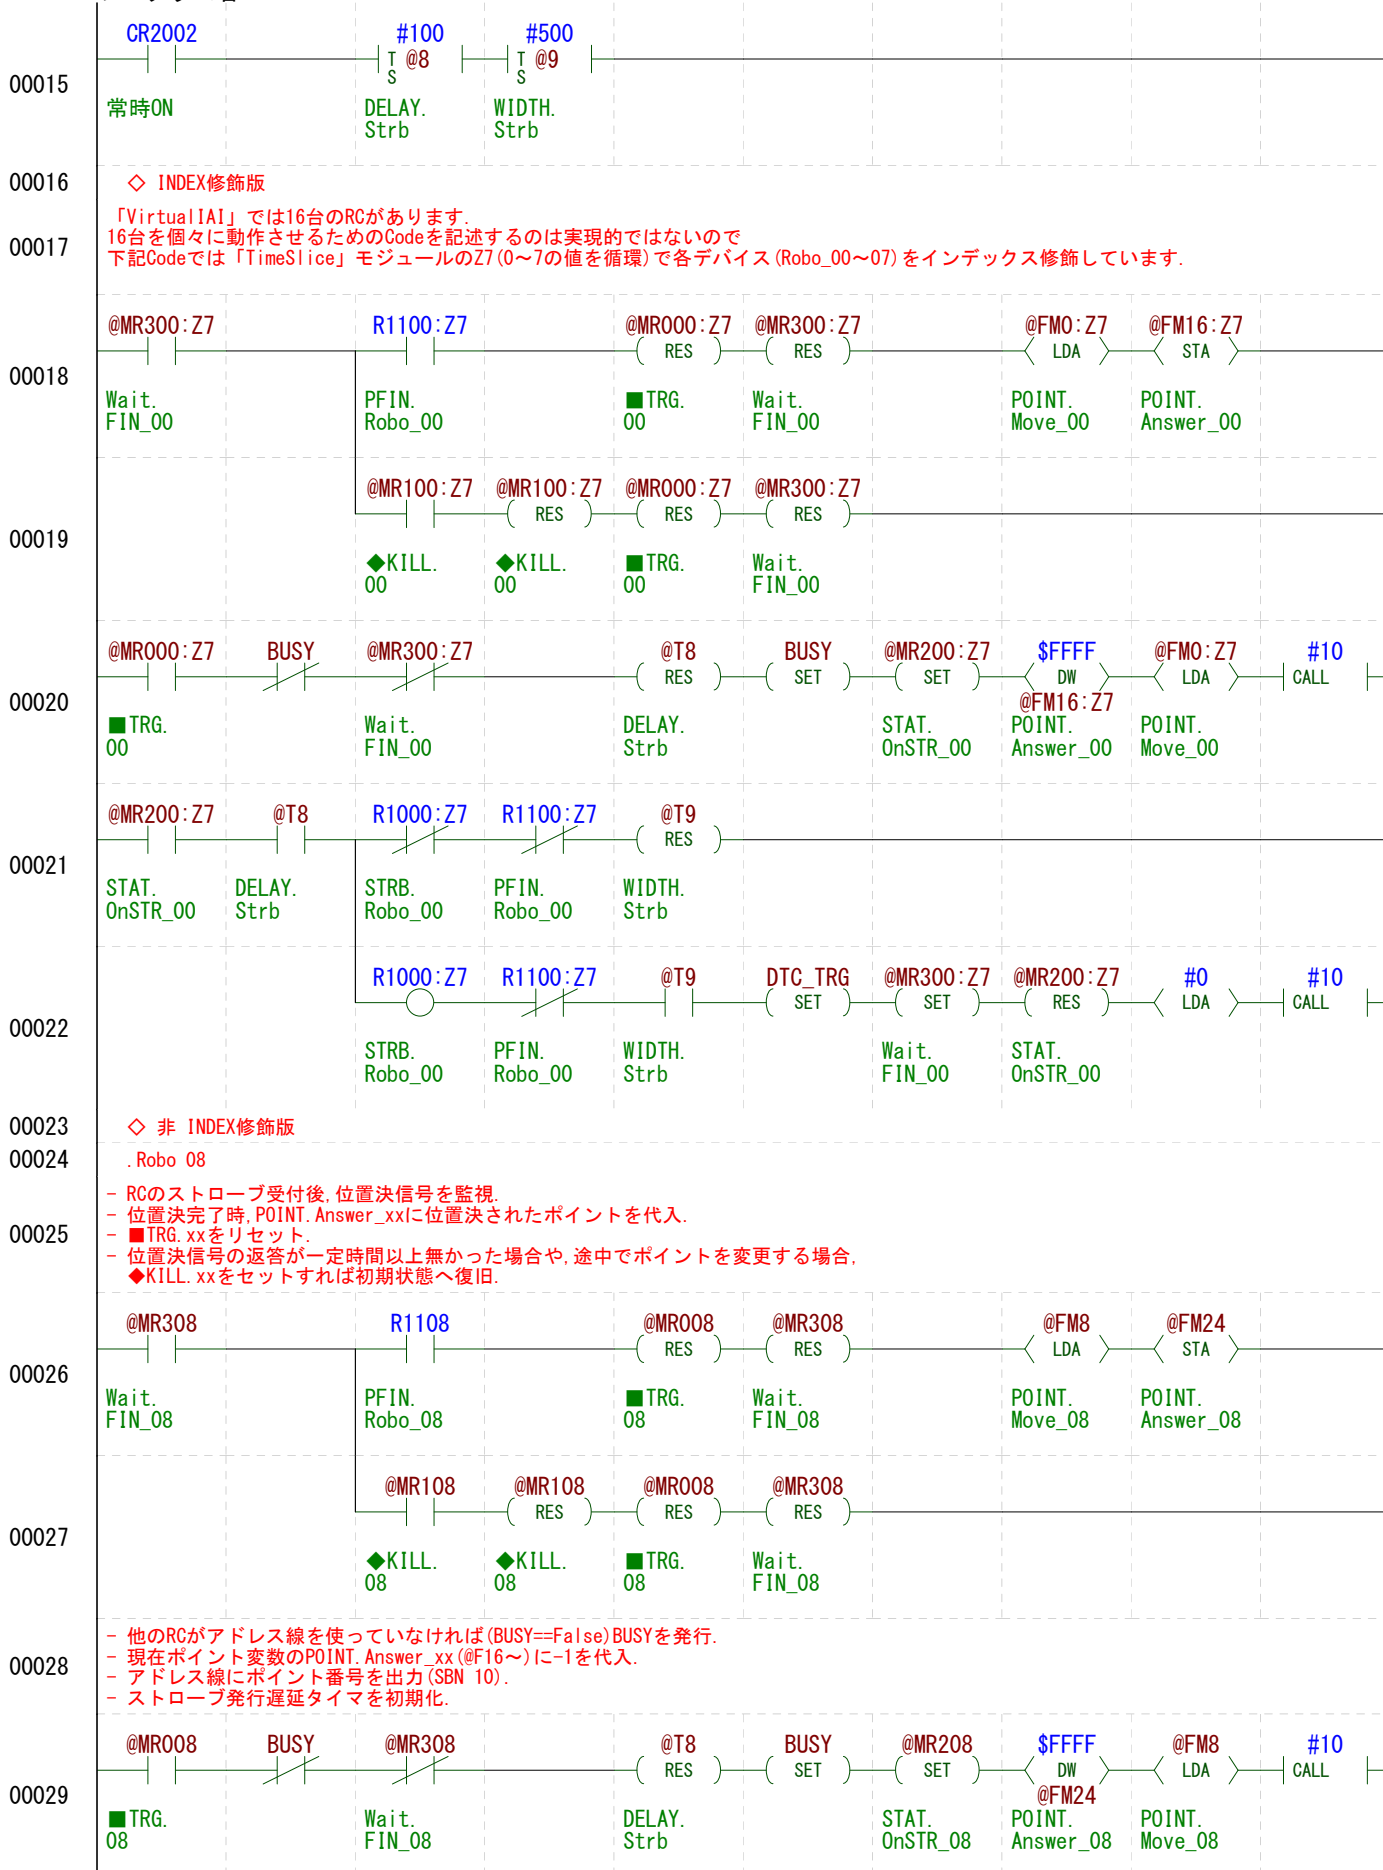 CR2002 #100 #500
T @8 T @9
S S
00015
常時ON DELAY. WIDTH.
Strb Strb
00016 ◇ INDEX修飾版
「VirtualIAI」では16台のRCがあります.
00017 16台を個々に動作させるためのCodeを記述するのは実現的ではないので
下記Codeでは「TimeSlice」モジュールのZ7(0～7の値を循環)で各デバイス(Robo_00～07)をインデックス修飾しています.
@MR300:Z7 R1100:Z7 @MR000:Z7 @MR300:Z7 @FM0:Z7 @FM16:Z7
RES RES LDA STA
00018
Wait. PFIN. ■TRG. Wait. POINT. POINT.
FIN_00 Robo_00 00 FIN_00 Move_00 Answer_00
@MR100:Z7 @MR100:Z7 @MR000:Z7 @MR300:Z7
RES RES RES
00019
◆KILL. ◆KILL. ■TRG. Wait.
00 00 00 FIN_00
@MR000:Z7 BUSY @MR300:Z7 @T8 BUSY @MR200:Z7 $FFFF @FM0:Z7 #10
RES SET SET DW LDA CALL
00020 @FM16:Z7
■TRG. Wait. DELAY. STAT. POINT. POINT.
00 FIN_00 Strb OnSTR_00 Answer_00 Move_00
@MR200:Z7 @T8 R1000:Z7 R1100:Z7 @T9
RES
00021
STAT. DELAY. STRB. PFIN. WIDTH.
OnSTR_00 Strb Robo_00 Robo_00 Strb
R1000:Z7 R1100:Z7 @T9 DTC_TRG @MR300:Z7 @MR200:Z7 #0 #10
SET SET RES LDA CALL
00022
STRB. PFIN. WIDTH. Wait. STAT.
Robo_00 Robo_00 Strb FIN_00 OnSTR_00
00023 ◇ 非 INDEX修飾版
00024 .Robo 08
- RCのストローブ受付後,位置決信号を監視.
- 位置決完了時,POINT.Answer_xxに位置決されたポイントを代入.
00025 - ■TRG.xxをリセット.
- 位置決信号の返答が一定時間以上無かった場合や,途中でポイントを変更する場合,
◆KILL.xxをセットすれば初期状態へ復旧.
@MR308 R1108 @MR008 @MR308 @FM8 @FM24
RES RES LDA STA
00026
Wait. PFIN. ■TRG. Wait. POINT. POINT.
FIN_08 Robo_08 08 FIN_08 Move_08 Answer_08
@MR108 @MR108 @MR008 @MR308
RES RES RES
00027
◆KILL. ◆KILL. ■TRG. Wait.
08 08 08 FIN_08
- 他のRCがアドレス線を使っていなければ(BUSY==False)BUSYを発行.
- 現在ポイント変数のPOINT.Answer_xx(@F16～)に-1を代入.
00028 - アドレス線にポイント番号を出力(SBN 10).
- ストローブ発行遅延タイマを初期化.
@MR008 BUSY @MR308 @T8 BUSY @MR208 $FFFF @FM8 #10
RES SET SET DW LDA CALL
00029 @FM24
■TRG. Wait. DELAY. STAT. POINT. POINT.
08 FIN_08 Strb OnSTR_08 Answer_08 Move_08